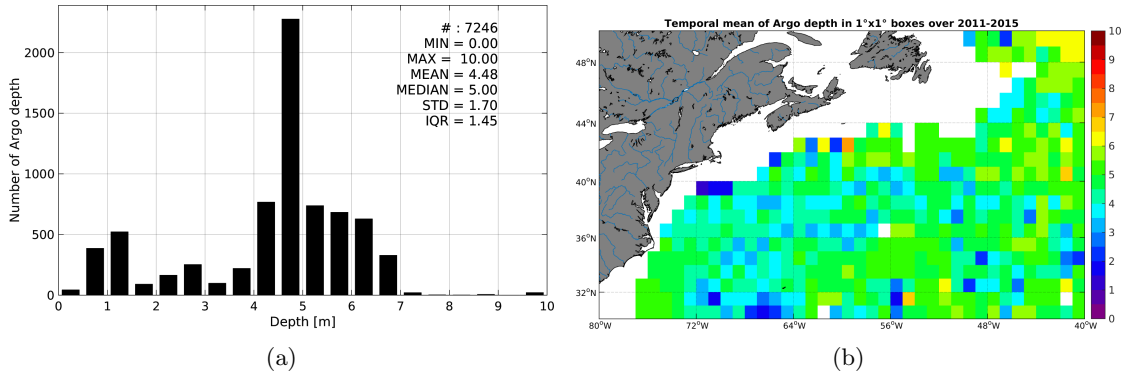 2000
1500
1000
500
0
Number of Argo depth
# : 7246
MIN = 0.00
MAX = 10.00
MEAN = 4.48
MEDIAN = 5.00
STD = 1.70
IQR = 1.45
0 1 2 3 4 5 6 7 8 9 10
Depth [m]
(a)
Temporal mean of Argo depth in 1°x1° boxes over 2011-2015
48°N
44°N
40°N
36°N
32°N
80°W 72°W 64°W 56°W 48°W 40°W
10
9
8
7
6
5
4
3
2
1
0
(b)